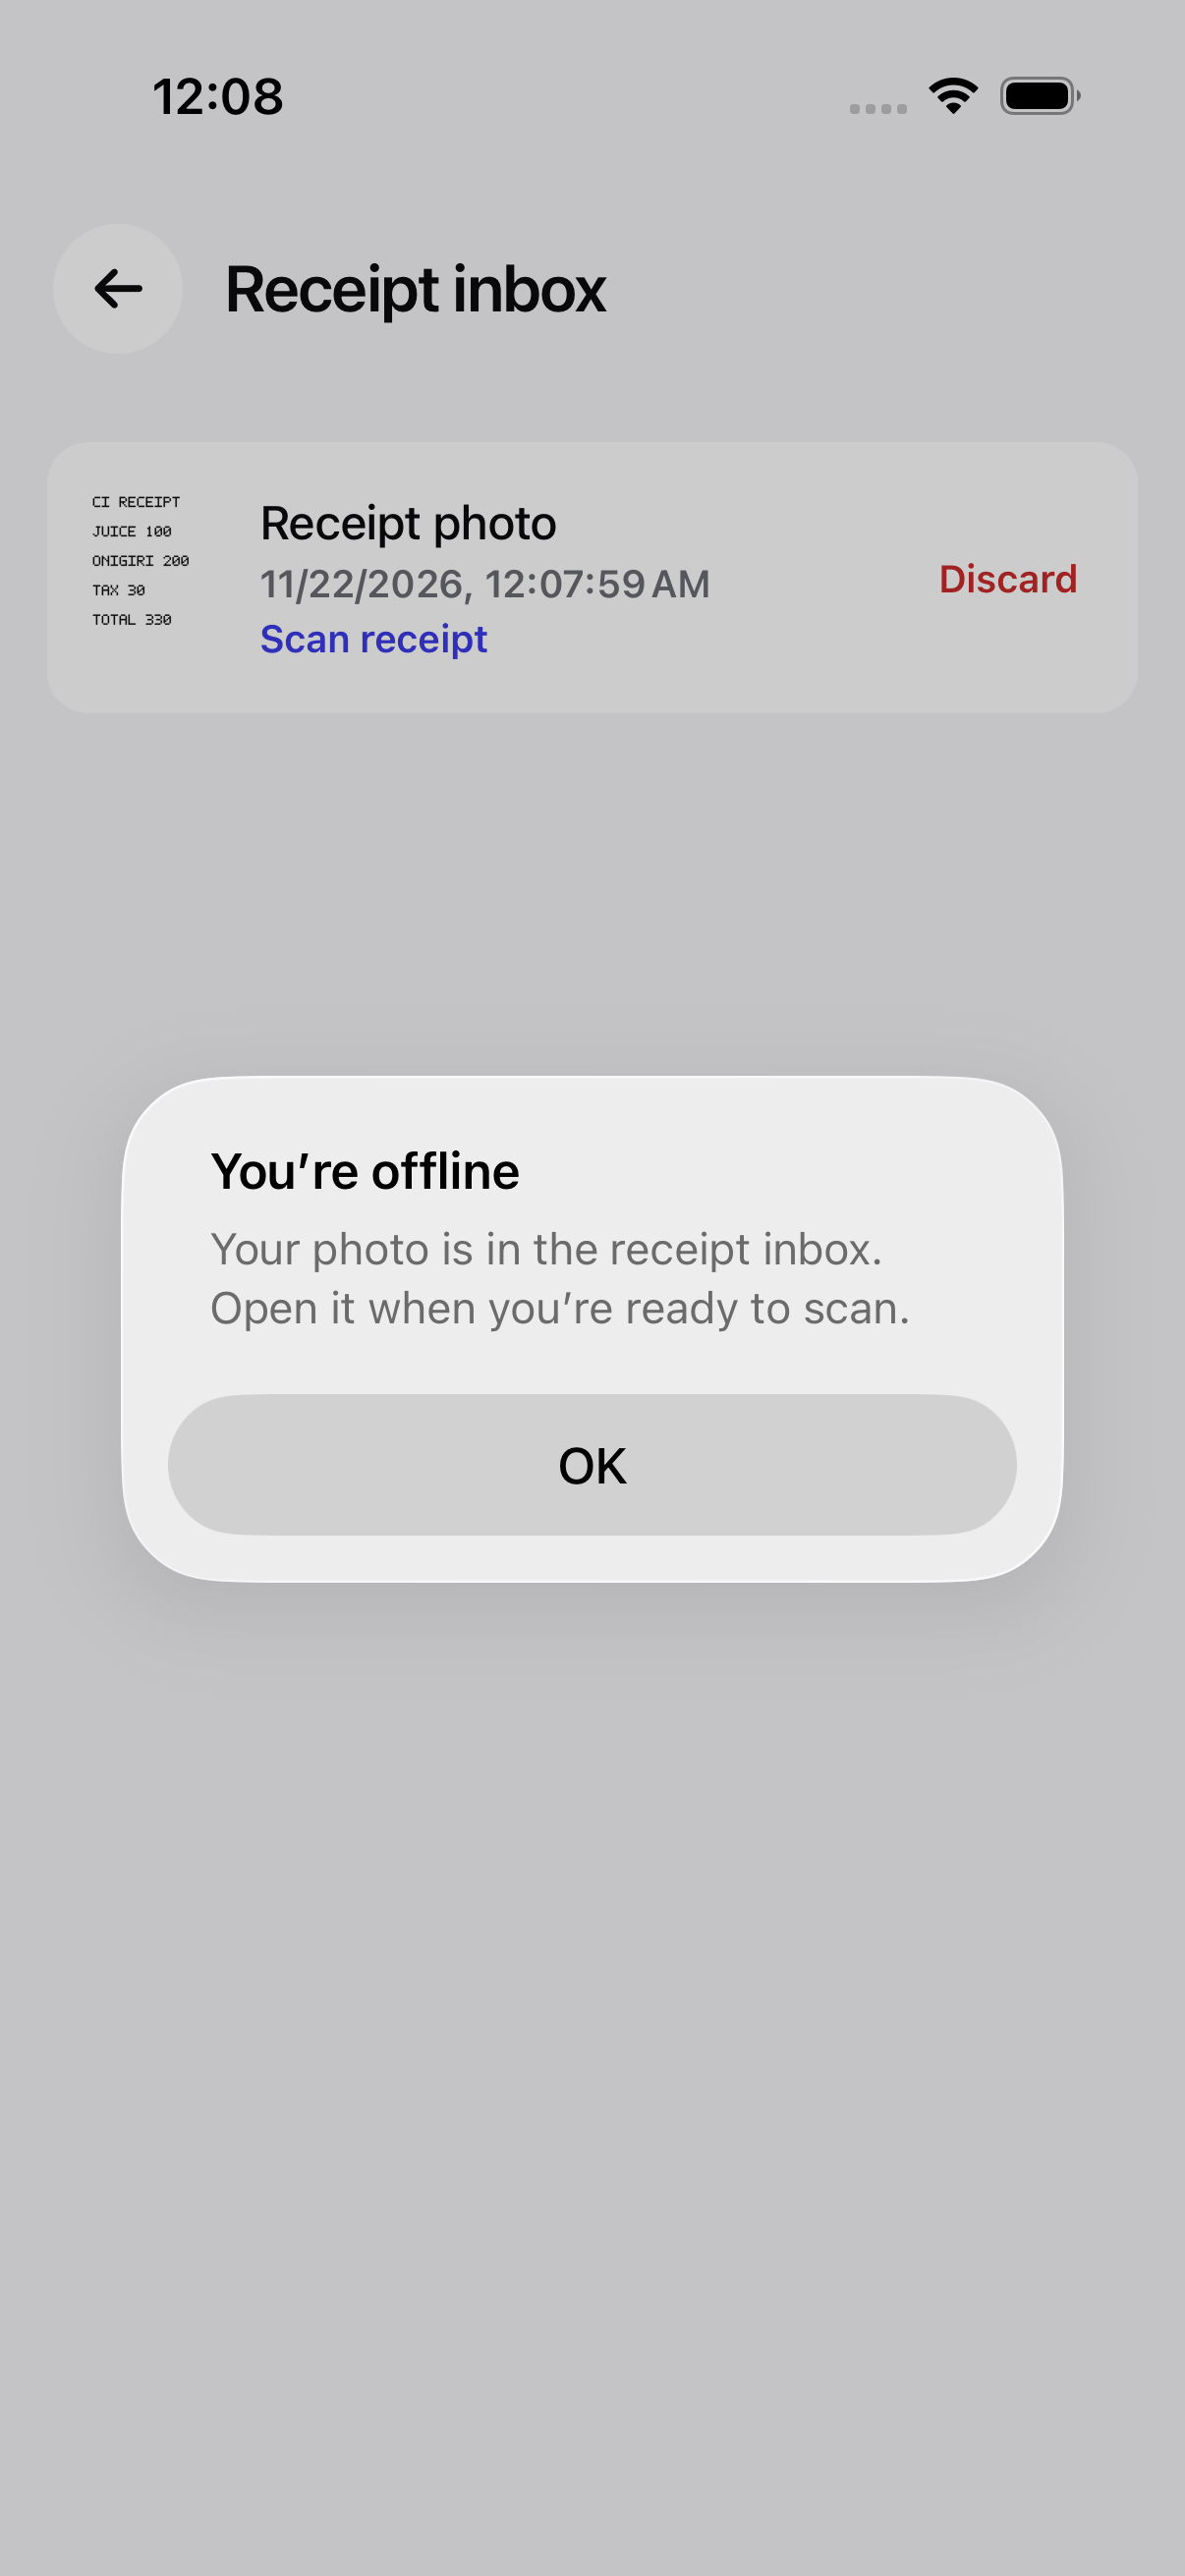 12:08
Receipt inbox
CI RECEIPT
JUICE 100
ONIGIRI 200
TAX 30
TOTAL 330
Receipt photo
11/22/2026, 12:07:59 AM
Scan receipt
Discard
You’re offline
Your photo is in the receipt inbox.
Open it when you’re ready to scan.
OK